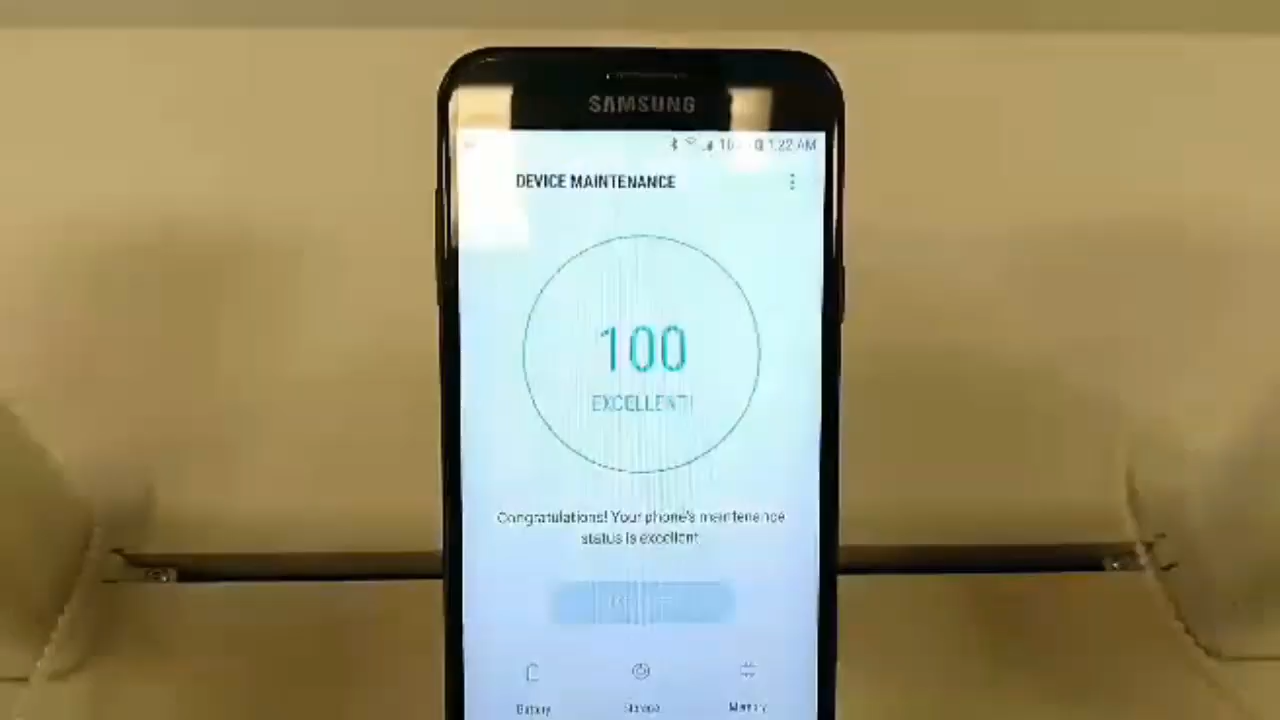 SAMSUNG
1:22 AM
DEVICE MAINTENANCE
100
EXCELLENT!
Congratulations! Your phone's maintenance
status is excellent
Battery
Storage
Memory